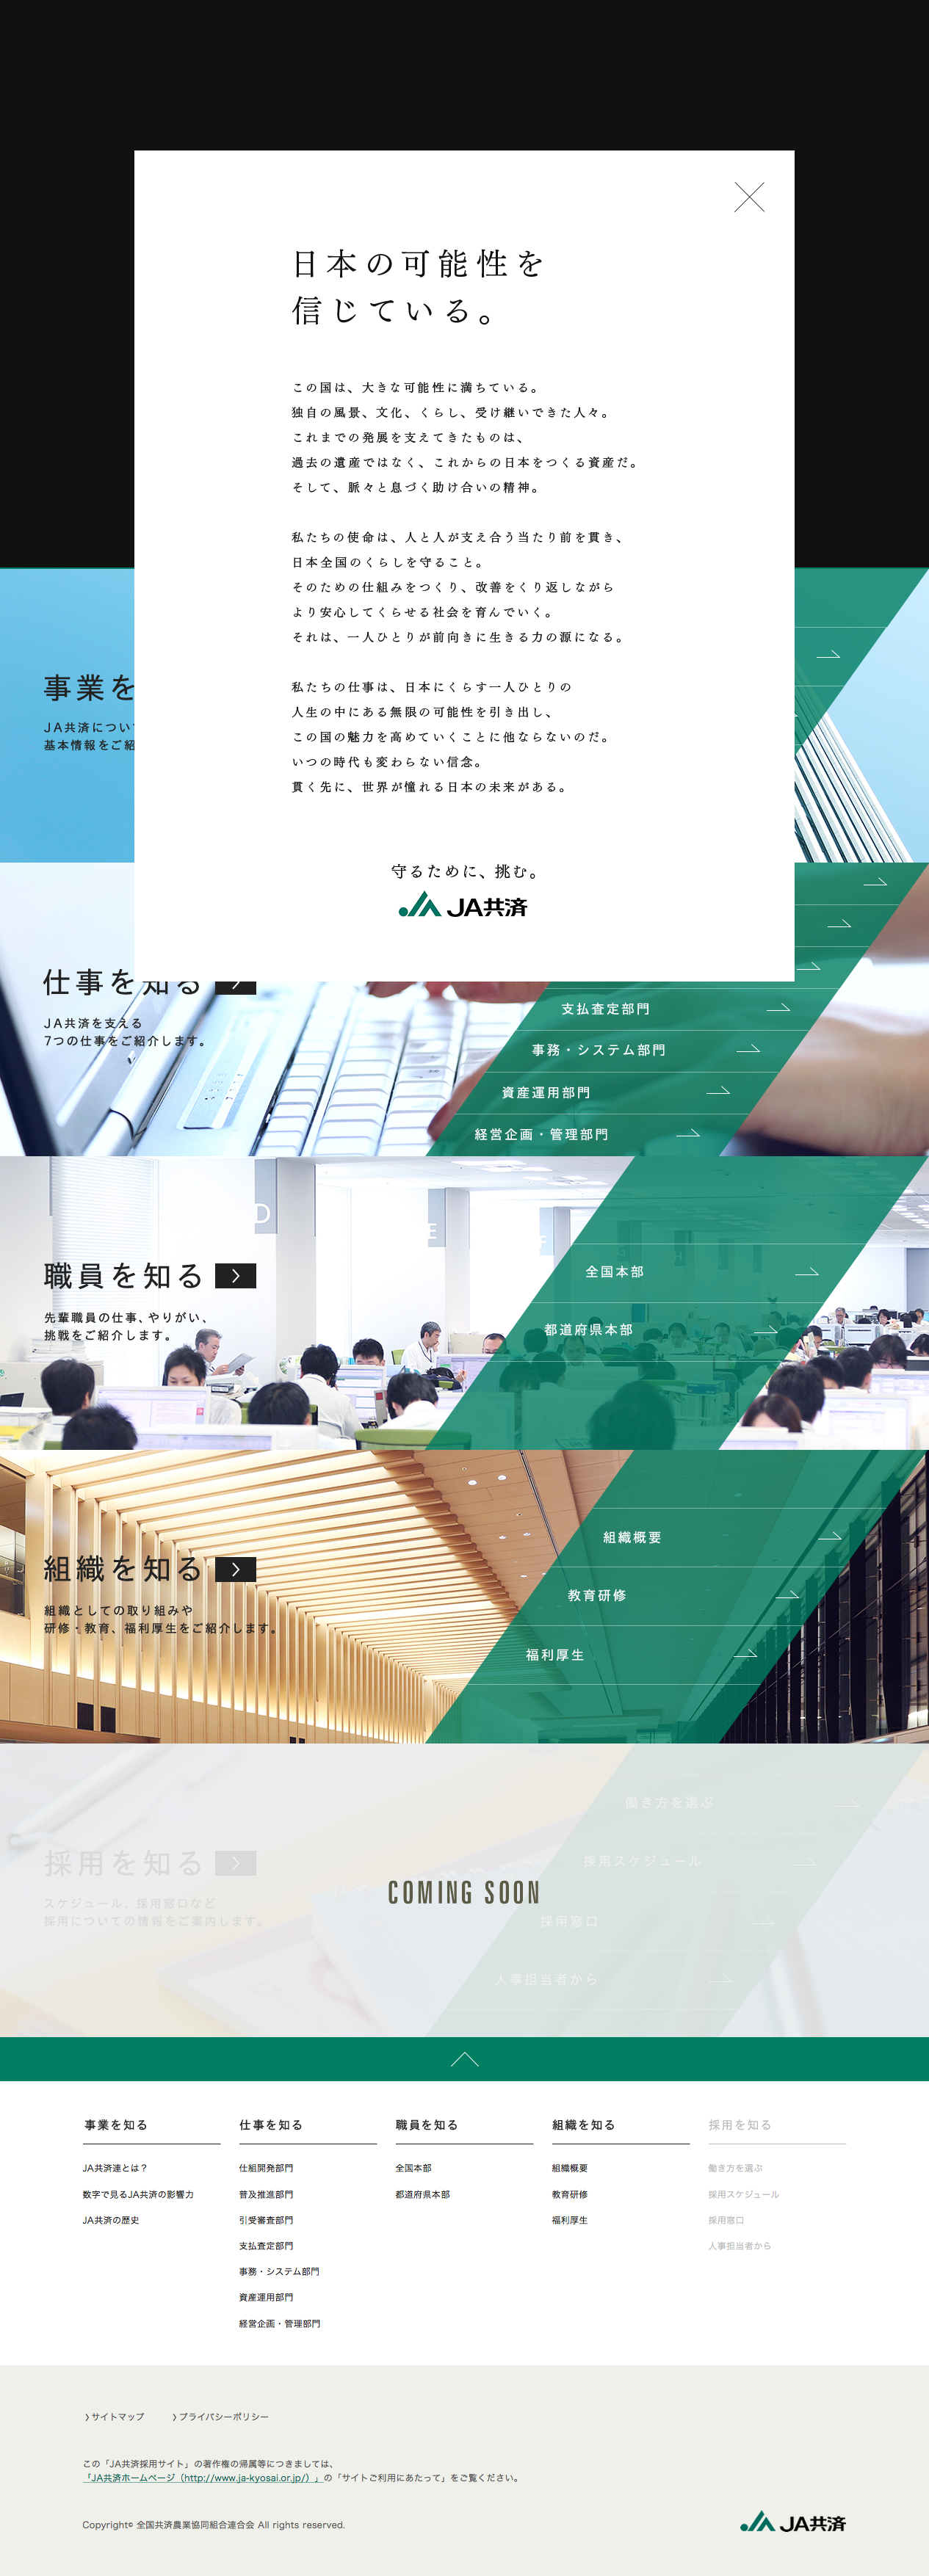 日本の可能性を
信じている。
この国は、大きな可能性に満ちている。
独自の風景、文化、くらし、受け継いできた人々。
これまでの発展を支えてきたものは、
過去の遺産ではなく、これからの日本をつくる資産だ。
そして、脈々と息づく助け合いの精神。
私たちの使命は、人と人が支え合う当たり前を貫き、
日本全国のくらしを守ること。
そのための仕組みをつくり、改善をくり返しながら
より安心してくらせる社会を育んでいく。
それは、一人ひとりが前向きに生きる力の源になる。
私たちの仕事は、日本にくらす一人ひとりの
人生の中にある無限の可能性を引き出し、
この国の魅力を高めていくことに他ならないのだ。
いつの時代も変わらない信念。
貫く先に、世界が憧れる日本の未来がある。
守るために、挑む。
JA共済
事業を
JA共済につい
基本情報をご紹
仕事を知る
JA共済を支える
7つの仕事をご紹介します。
支払査定部門
事務・システム部門
資産運用部門
経営企画・管理部門
職員を知る
先輩職員の仕事、やりがい、
挑戦をご紹介します。
全国本部
都道府県本部
組織を知る
組織としての取り組みや
研修・教育、福利厚生をご紹介します。
組織概要
教育研修
福利厚生
採用を知る
スケジュール、採用窓口など
採用についての情報をご案内します。
COMING SOON
働き方を選ぶ
採用スケジュール
採用窓口
人事担当者から
事業を知る
JA共済連とは？
数字で見るJA共済の影響力
JA共済の歴史
仕事を知る
仕組開発部門
普及推進部門
引受審査部門
支払査定部門
事務・システム部門
資産運用部門
経営企画・管理部門
職員を知る
全国本部
都道府県本部
組織を知る
組織概要
教育研修
福利厚生
採用を知る
働き方を選ぶ
採用スケジュール
採用窓口
人事担当者から
サイトマップ
プライバシーポリシー
この「JA共済採用サイト」の著作権の帰属等につきましては、
「JA共済ホームページ（http://www.ja-kyosai.or.jp/）」の「サイトご利用にあたって」をご覧ください。
Copyright© 全国共済農業協同組合連合会 All rights reserved.
JA共済